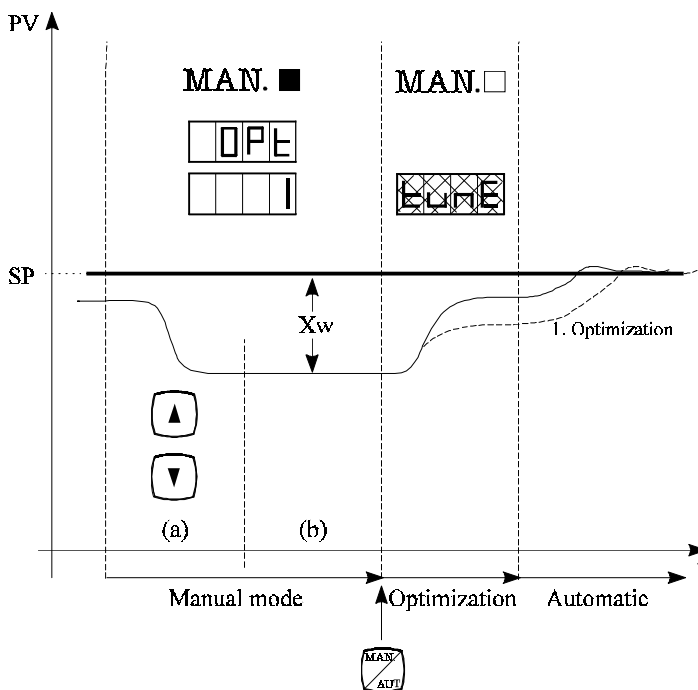 PV
MAN. MAN.
OPt
1
tunE
SP
Xw
1. Optimization
(a) (b)
Manual mode Optimization Automatic
MAN
AUT